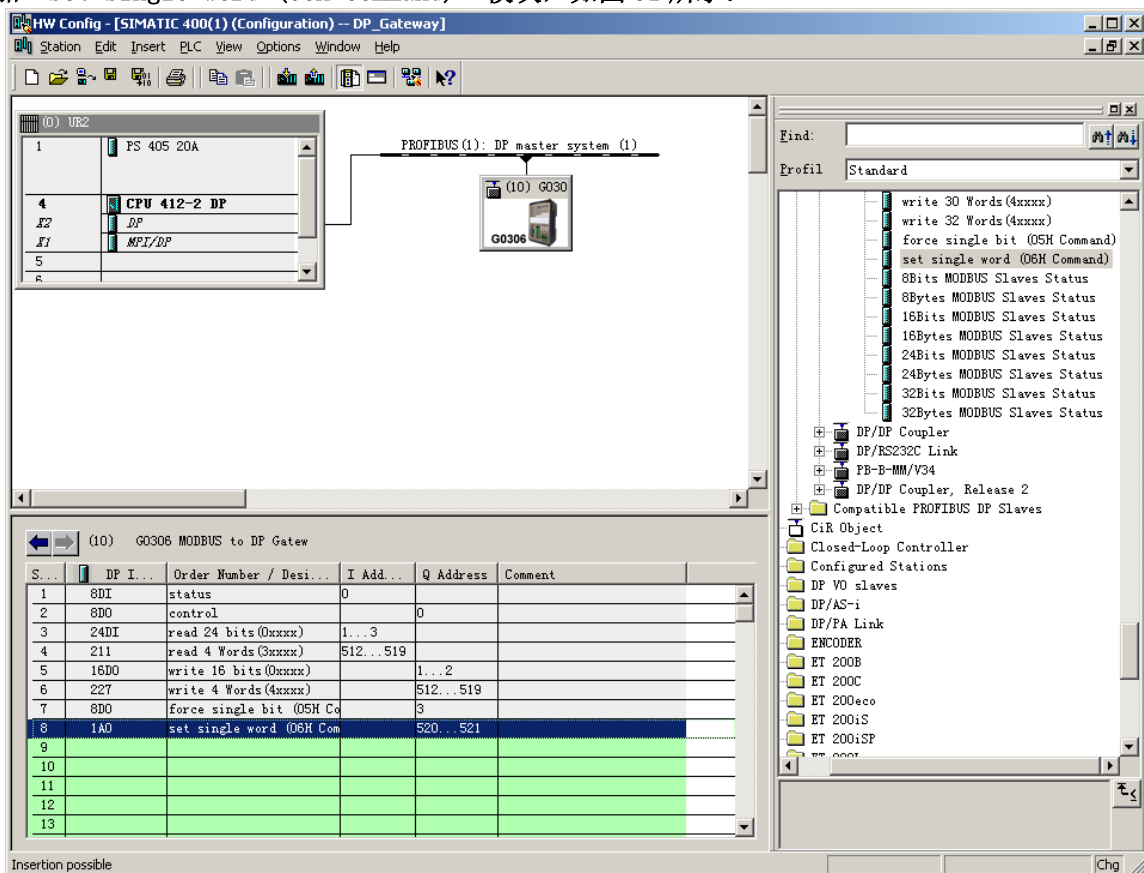 HW Config - [SIMATIC 400(1) (Configuration) -- DP_Gateway]
Station Edit Insert PLC View Options Window Help
(0) UR2
1 PS 405 20A
4 CPU 412-2 DP
X2 DP
X1 MPI/DP
5
6
PROFIBUS(1): DP master system (1)
(10) G030
G0306
Find:
Profil Standard
write 30 Words(4xxxx)
write 32 Words(4xxxx)
force single bit (05H Command)
set single word (06H Command)
8Bits MODBUS Slaves Status
8Bytes MODBUS Slaves Status
16Bits MODBUS Slaves Status
16Bytes MODBUS Slaves Status
24Bits MODBUS Slaves Status
24Bytes MODBUS Slaves Status
32Bits MODBUS Slaves Status
32Bytes MODBUS Slaves Status
DP/DP Coupler
DP/RS232C Link
PB-B-MM/V34
DP/DP Coupler, Release 2
Compatible PROFIBUS DP Slaves
CiR Object
Closed-Loop Controller
Configured Stations
DP V0 slaves
DP/AS-i
DP/PA Link
ENCODER
ET 200B
ET 200C
ET 200eco
ET 200iS
ET 200iSP
(10) G0306 MODBUS to DP Gatew
S... DP I... Order Number / Desi... I Add... Q Address Comment
1 8DI status 0
2 8DO control 0
3 24DI read 24 bits(0xxxx) 1...3
4 211 read 4 Words(3xxxx) 512...519
5 16DO write 16 bits(0xxxx) 1...2
6 227 write 4 Words(4xxxx) 512...519
7 8DO force single bit (05H Co 3
8 1AO set single word (06H Com 520...521
9
10
11
12
13
Insertion possible
Chg